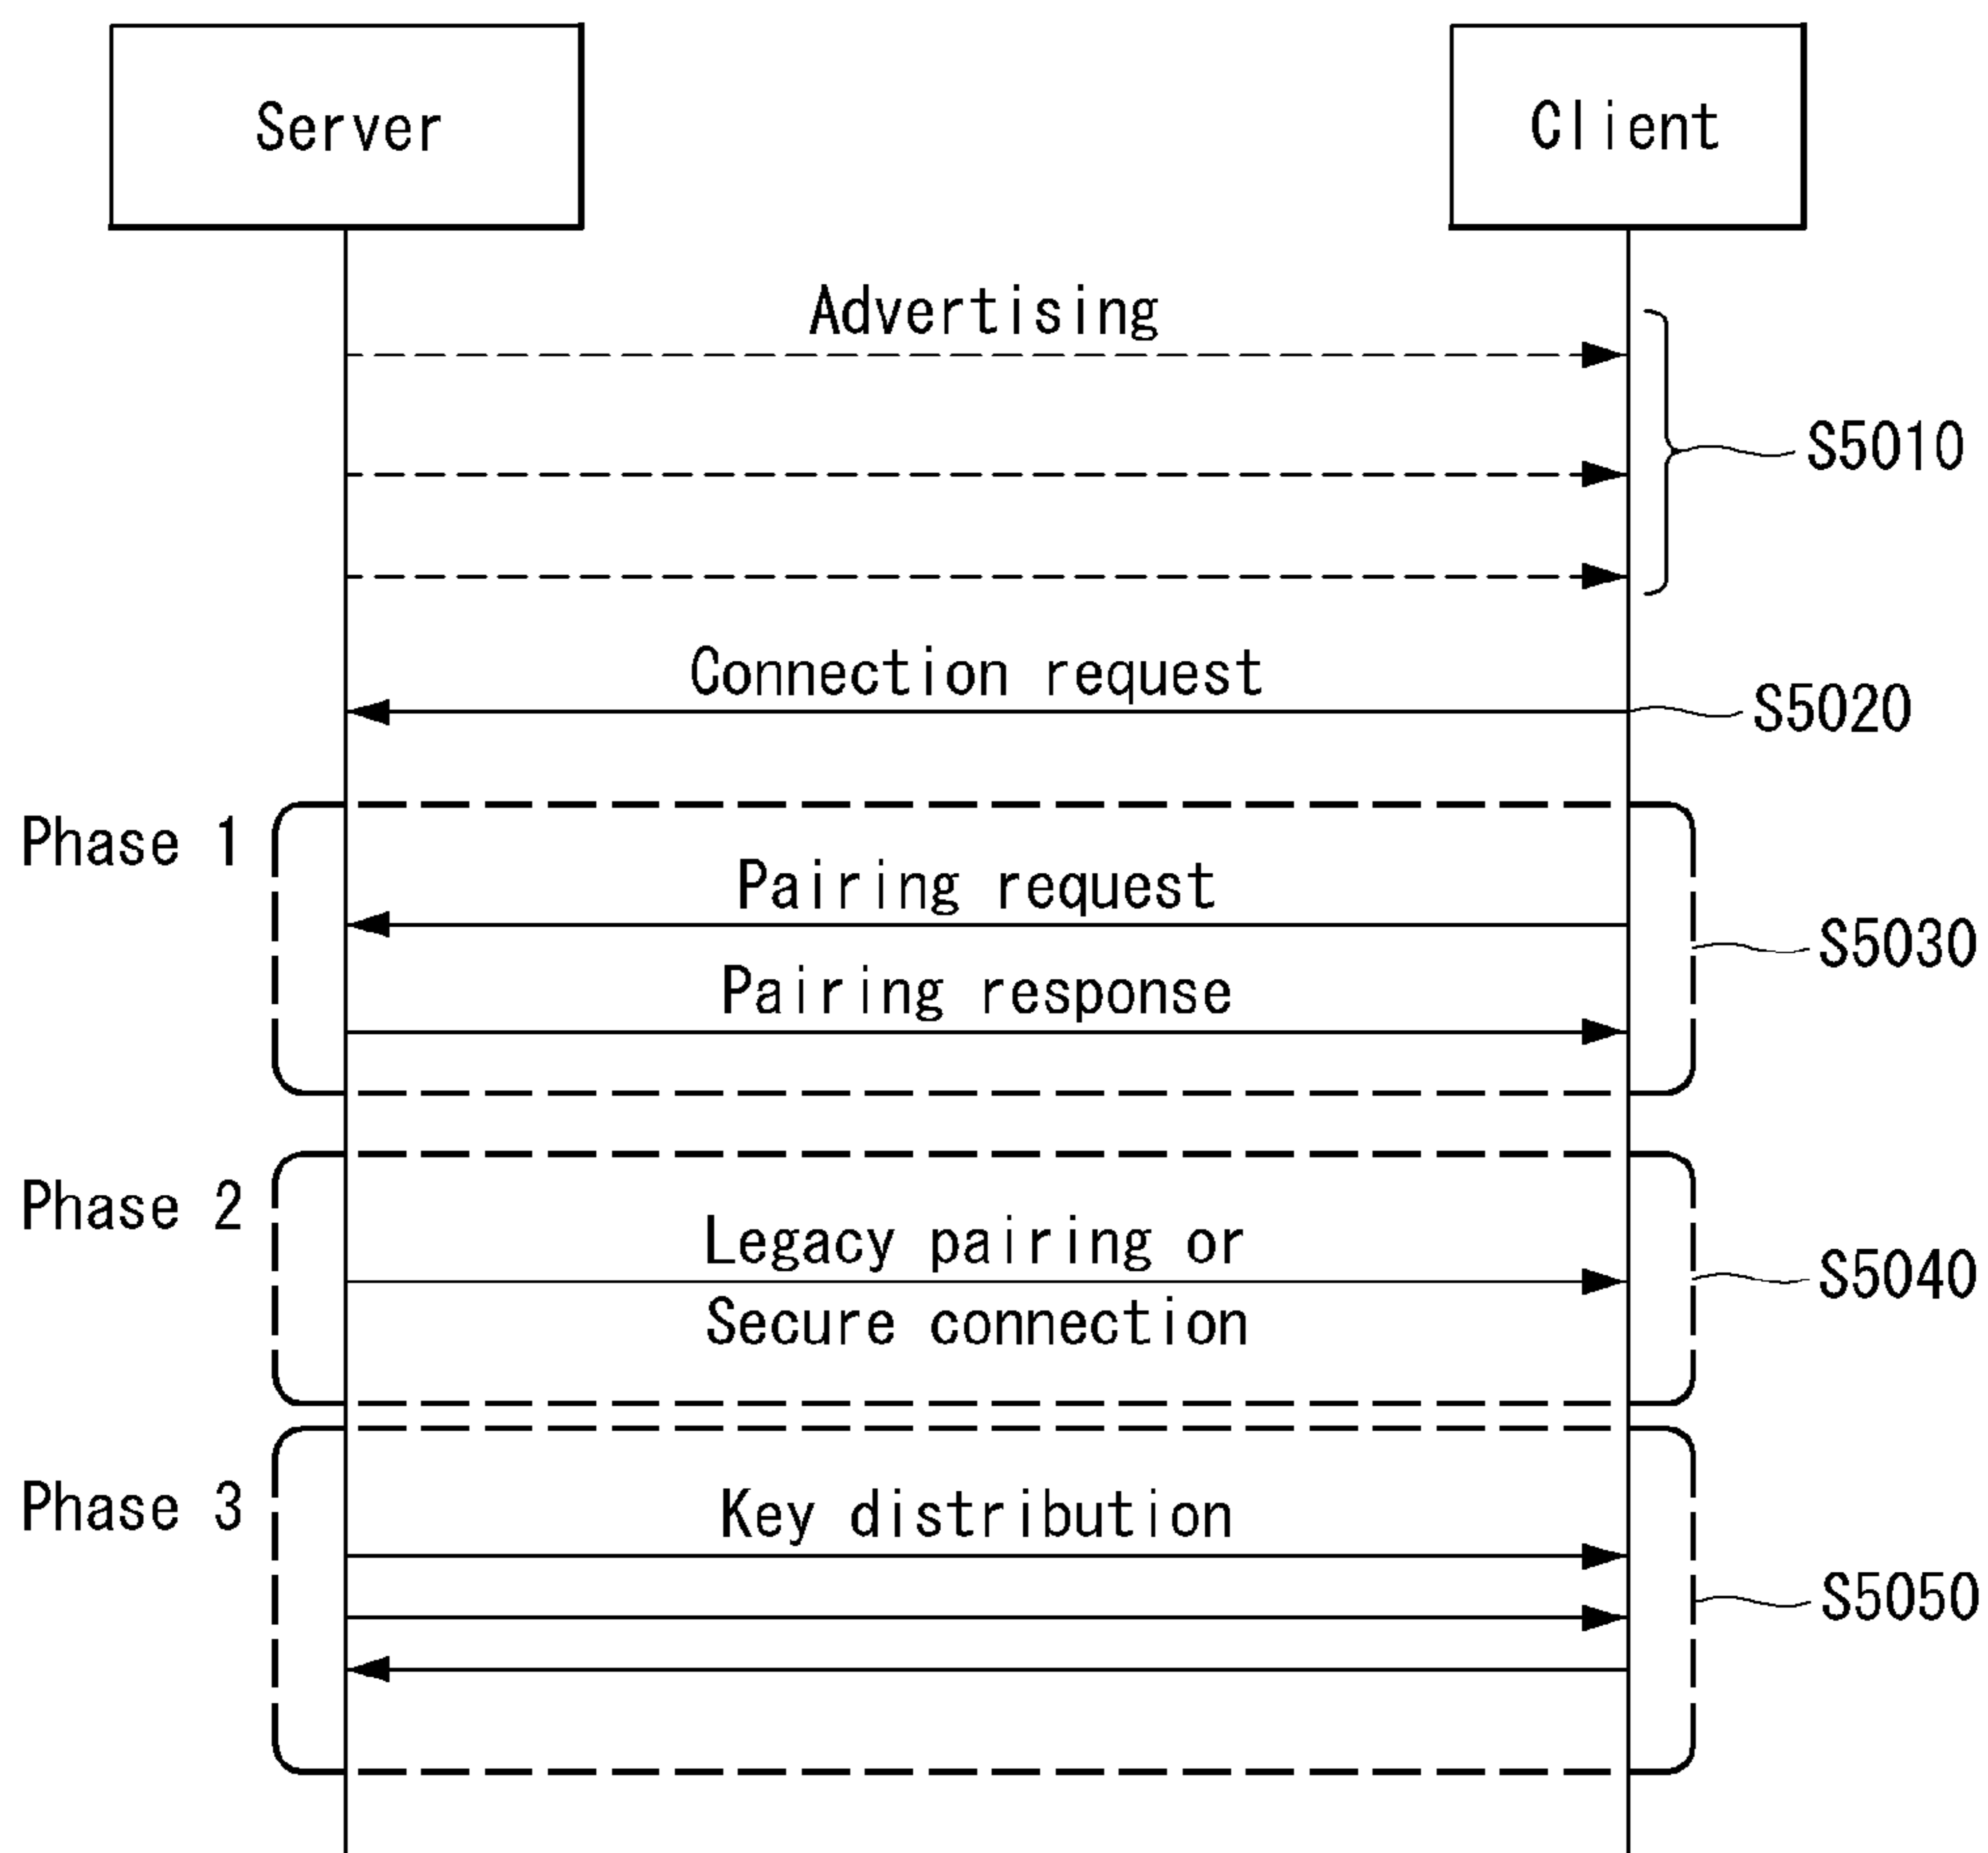 Server
Client
Advertising
S5010
Connection request
S5020
Phase 1
Pairing request
S5030
Pairing response
Phase 2
Legacy pairing or
S5040
Secure connection
Phase 3
Key distribution
S5050